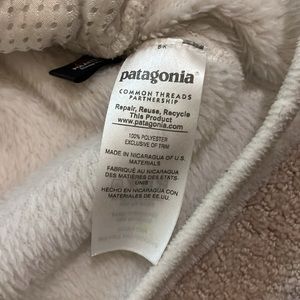 patagonia®
COMMON THREADS
PARTNERSHIP
Repair, Reuse, Recycle
This Product
www.patagonia.com
100% POLYESTER
EXCLUSIVE OF TRIM
MADE IN NICARAGUA OF U.S.
MATERIALS
FABRIQUÉ AU NICARAGUA
DES MATIÈRES DES ÉTATS-
UNIS
HECHO EN NICARAGUA CON
MATERIALES DE EE.UU.